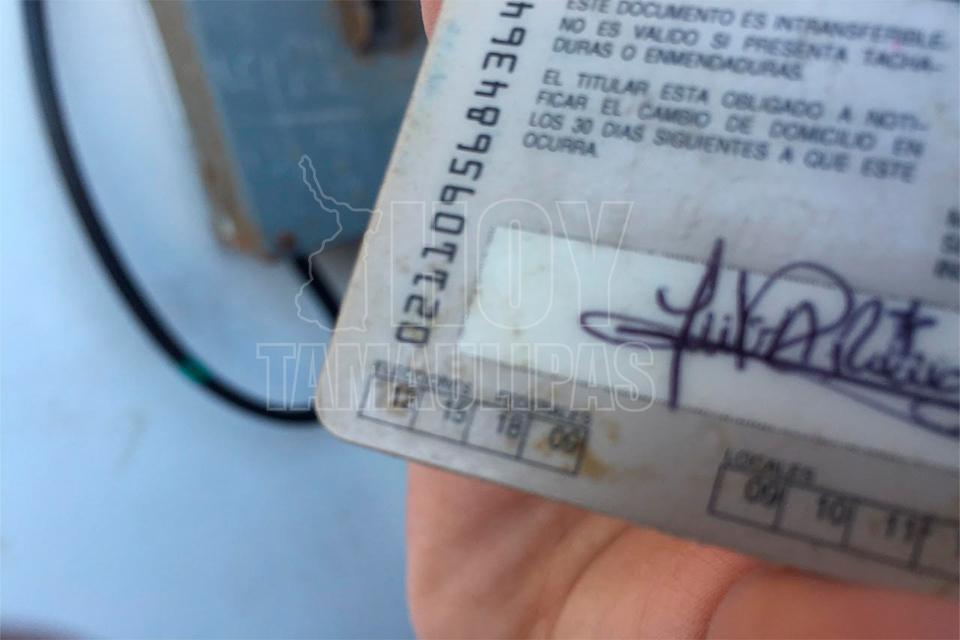 ESTE DOCUMENTO ES INTRANSFERIBLE.
NO ES VALIDO SI PRESENTA TACHA-
DURAS O ENMENDADURAS.
EL TITULAR ESTA OBLIGADO A NOTI-
FICAR EL CAMBIO DE DOMICILIO EN
LOS 30 DIAS SIGUIENTES A QUE ESTE
OCURRA.
0211095684364
HOY
TAMAULIPAS
18 09
LOCALES
09 10 11